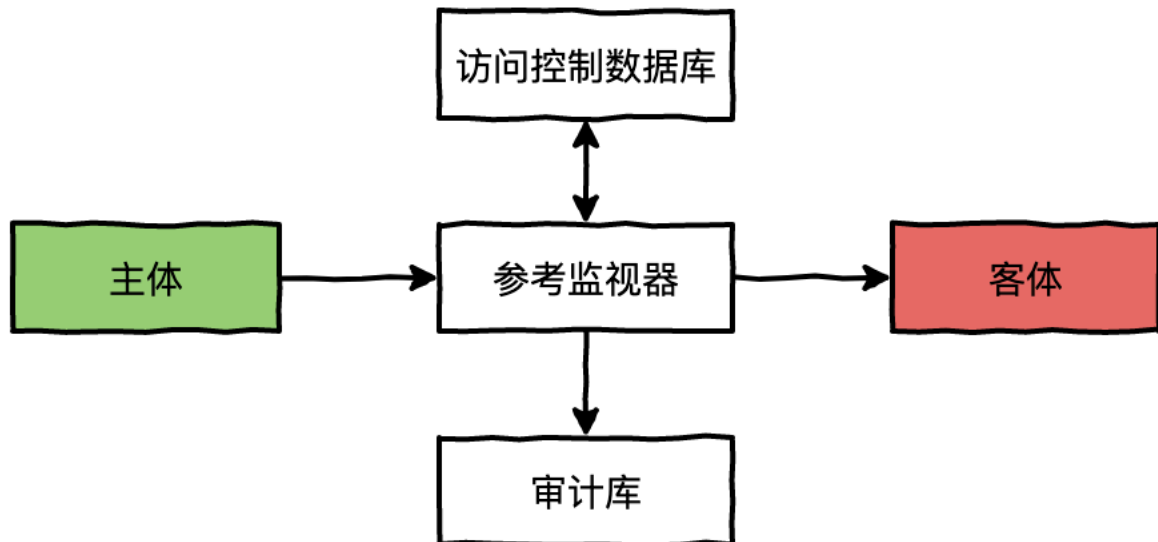 访问控制数据库
主体
参考监视器
客体
审计库